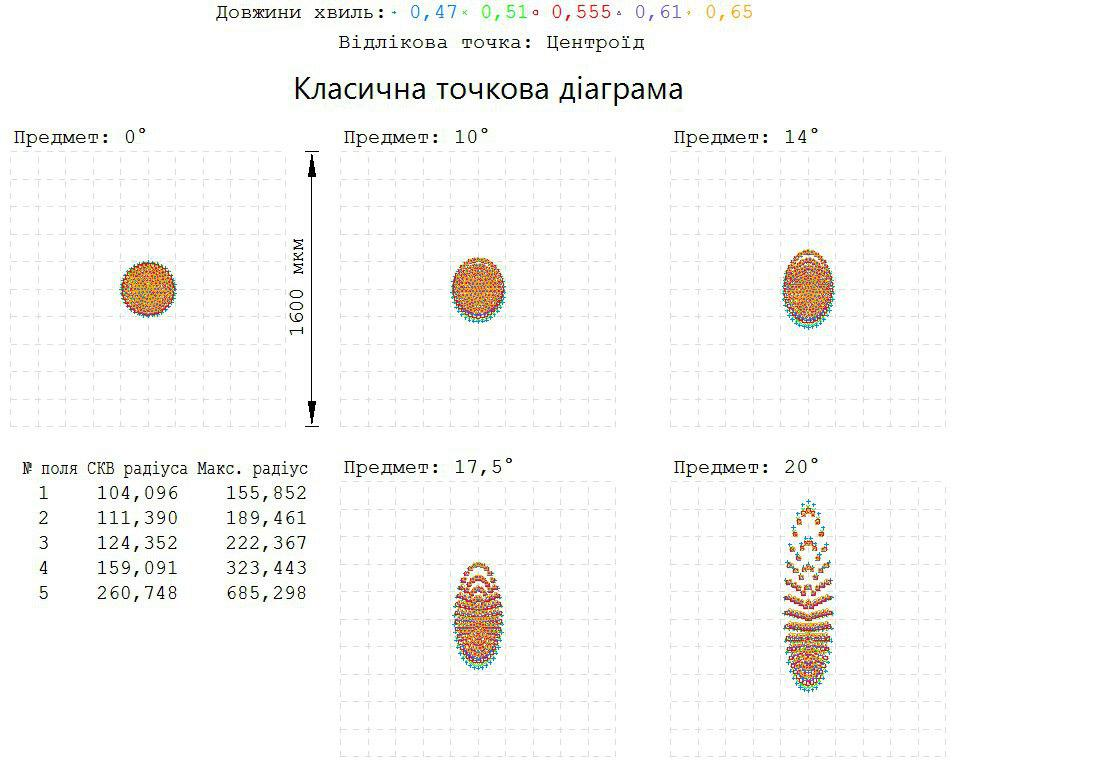 Довжини хвиль: 0,47 0,51 0,555 0,61 0,65
Відлікова точка: Центроїд
Класична точкова діаграма
Предмет: 0°
Предмет: 10°
Предмет: 14°
1600 мкм
№ поля СКВ радіуса Макс. радіус
1 104,096 155,852
2 111,390 189,461
3 124,352 222,367
4 159,091 323,443
5 260,748 685,298
Предмет: 17,5°
Предмет: 20°